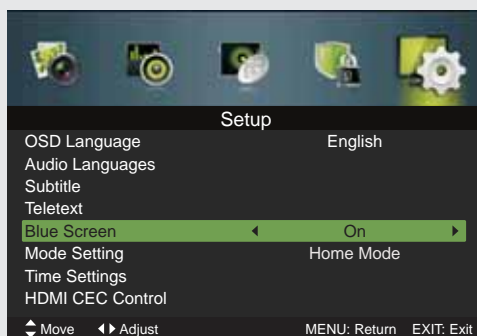 Setup
OSD Language English
Audio Languages
Subtitle
Teletext
Blue Screen On
Mode Setting Home Mode
Time Settings
HDMI CEC Control
Move Adjust MENU: Return EXIT: Exit